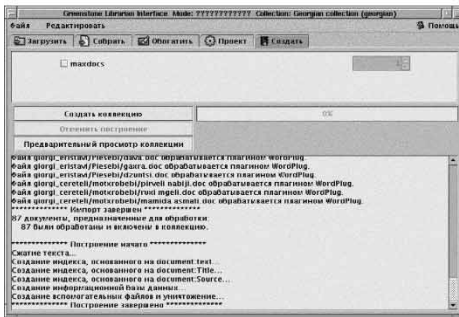 Greenstone Librarian Interface Mode: ???????????? Collection: Georgian collection (georgian)
Файл Редактировать Помощь
Загрузить Собрать Обогатить Проект Создать
maxdocs
Создать коллекцию 0%
Отменить построение
Предварительный просмотр коллекции
Файл giorgi_eristavi/Piesebi/dava.doc обрабатывается плагином WordPlug.
Файл giorgi_eristavi/Piesebi/gaxra.doc обрабатывается плагином WordPlug.
Файл giorgi_eristavi/Piesebi/dzuntsi.doc обрабатывается плагином WordPlug.
Файл giorgi_cereteli/motxrobebi/pirveli nabiji.doc обрабатывается плагином WordPlug.
Файл giorgi_cereteli/motxrobebi/ruxi mgeli.doc обрабатывается плагином WordPlug.
Файл giorgi_cereteli/motxrobebi/mamida asmati.doc обрабатывается плагином WordPlug.
************** Импорт завершен **************
87 документы, предназначенные для обработки:
87 были обработаны и включены в коллекцию.
************** Построение начато **************
Сжатие текста...
Создание индекса, основанного на document:text...
Создание индекса, основанного на document:Title...
Создание индекса, основанного на document:Source...
Создание информационной базы данных...
Создание вспомогательных файлов и уничтожение...
************** Построение завершено **************